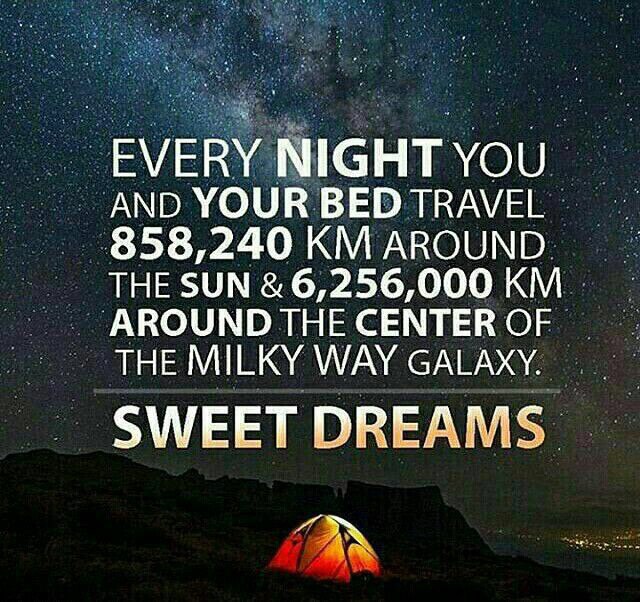 EVERY NIGHT YOU
AND YOUR BED TRAVEL
858,240 KM AROUND
THE SUN & 6,256,000 KM
AROUND THE CENTER OF
THE MILKY WAY GALAXY.
SWEET DREAMS